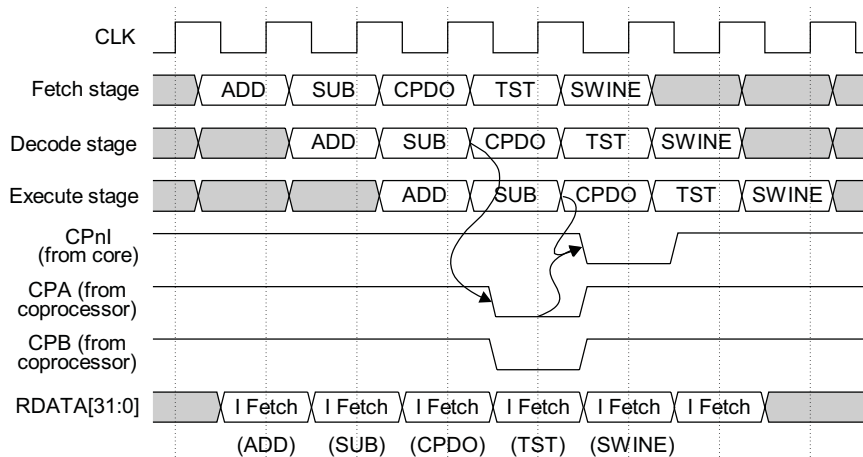 CLK
Fetch stage ADD SUB CPDO TST SWINE
Decode stage ADD SUB CPDO TST SWINE
Execute stage ADD SUB CPDO TST SWINE
CPnI
(from core)
CPA (from
coprocessor)
CPB (from
coprocessor)
RDATA[31:0] I Fetch I Fetch I Fetch I Fetch I Fetch I Fetch
(ADD) (SUB) (CPDO) (TST) (SWINE)